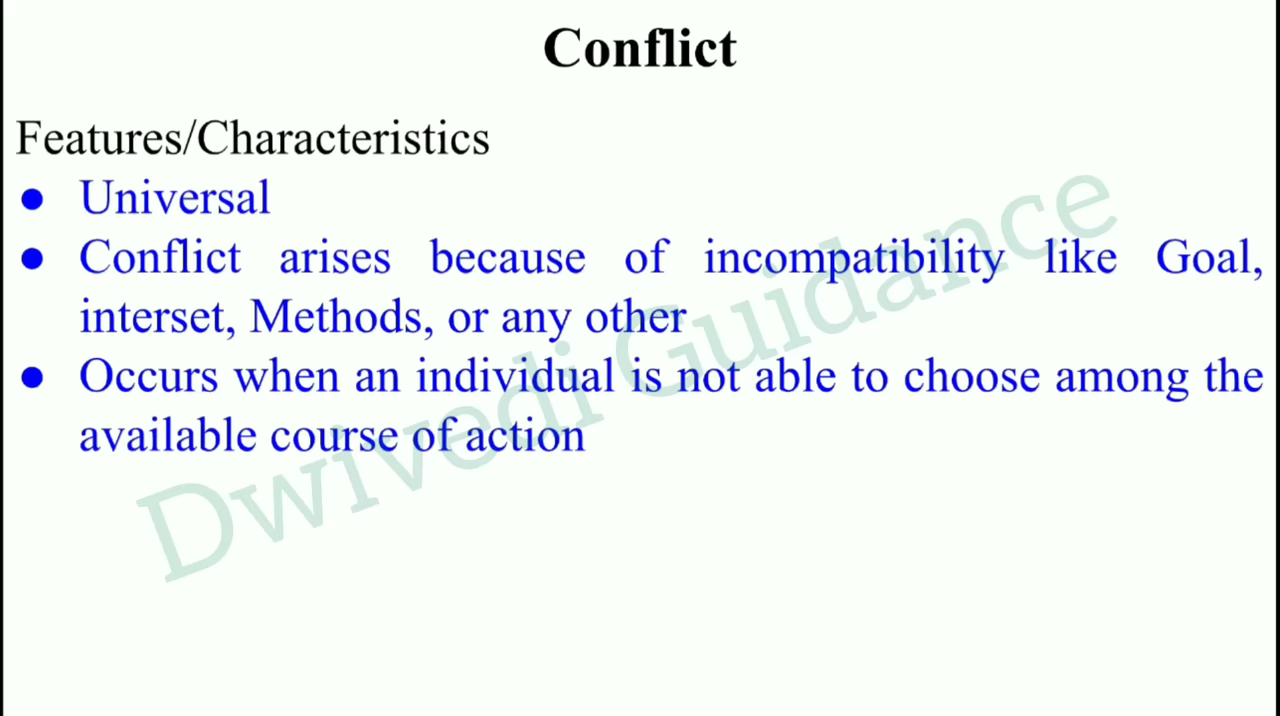 Conflict
Features/Characteristics
● Universal
● Conflict arises because of incompatibility like Goal,
interset, Methods, or any other
● Occurs when an individual is not able to choose among the
available course of action
Dwivedi Guidance